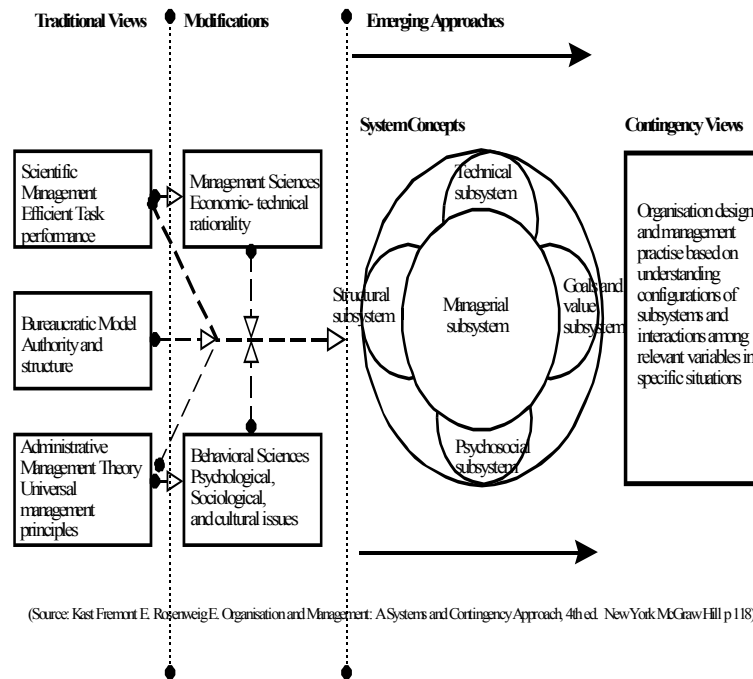 Traditional Views
Modifications
Emerging Approaches
System Concepts
Contingency Views
Scientific
Management
Efficient Task
performance
Management Sciences
Economic- technical
rationality
Technical
subsystem
Organisation design
and management
practise based on
understanding
configurations of
subsystems and
interactions among
relevant variables in
specific situations
Bureaucratic Model
Authority and
structure
Structural
subsystem
Managerial
subsystem
Goals and
value
subsystem
Administrative
Management Theory
Universal
management
principles
Behavioral Sciences
Psychological,
Sociological,
and cultural issues
Psychosocial
subsystem
(Source: Kast Fremont E. Rosenweig E. Organisation and Management: A Systems and Contingency Approach, 4th ed. New York McGraw Hill p 118)